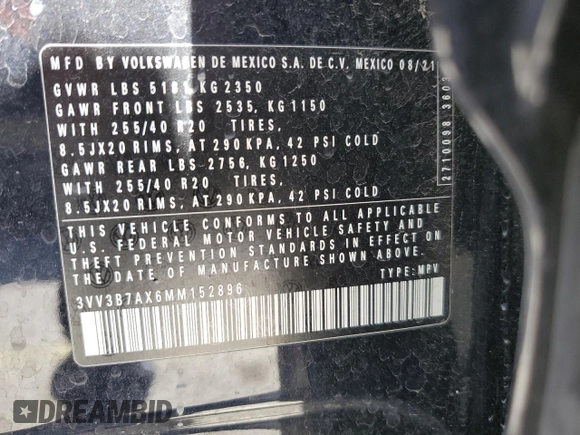 MFD BY VOLKSWAGEN DE MEXICO S.A. DE C.V. MEXICO 08/21
GVWR LBS 5181, KG 2350
GAWR FRONT LBS 2535, KG 1150
WITH 255/40 R20 TIRES,
8.5JX20 RIMS, AT 290 KPA, 42 PSI COLD
GAWR REAR LBS 2756, KG 1250
WITH 255/40 R20 TIRES,
8.5JX20 RIMS, AT 290 KPA, 42 PSI COLD
THIS VEHICLE CONFORMS TO ALL APPLICABLE
U.S. FEDERAL MOTOR VEHICLE SAFETY AND
THEFT PREVENTION STANDARDS IN EFFECT ON
THE DATE OF MANUFACTURE SHOWN ABOVE.
3VV3B7AX6MM152896 TYPE: MPV
2710098
DREAMBID